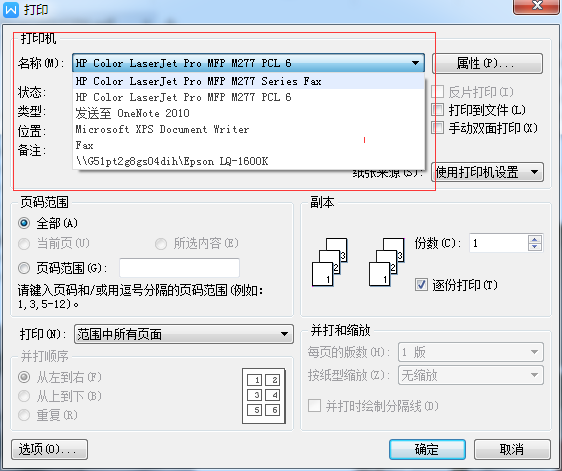 打印
打印机
名称(M):
HP Color LaserJet Pro MFP M277 PCL 6
属性(P)...
HP Color LaserJet Pro MFP M277 Series Fax
HP Color LaserJet Pro MFP M277 PCL 6
发送至 OneNote 2010
Microsoft XPS Document Writer
Fax
\\G51pt2g8gs04dih\Epson LQ-1600K
状态:
类型:
位置:
备注:
反片打印(I)
打印到文件(L)
手动双面打印(X)
纸张来源(S):
使用打印机设置
页码范围
全部(A)
当前页(U)
所选内容(E)
页码范围(G):
请键入页码和/或用逗号分隔的页码范围(例如:
1,3,5-12)。
副本
份数(C):
1
1 2 3
1 2 3
逐份打印(T)
打印(N):
范围中所有页面
并打顺序
从左到右(F)
从上到下(B)
重复(R)
1 2
3 4
5 6
并打和缩放
每页的版数(H):
1 版
按纸型缩放(Z):
无缩放
并打时绘制分隔线(D)
选项(O)...
确定
取消